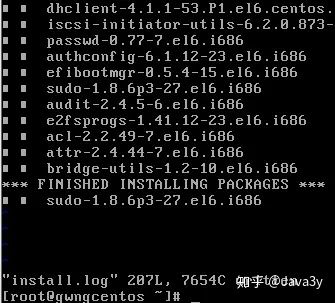 dhclient-4.1.1-53.P1.el6.centos.
iscsi-initiator-utils-6.2.0.873-
passwd-0.77-7.el6.i686
authconfig-6.1.12-23.el6.i686
efibootmgr-0.5.4-15.el6.i686
sudo-1.8.6p3-27.el6.i686
audit-2.4.5-6.el6.i686
e2fsprogs-1.41.12-23.el6.i686
acl-2.2.49-7.el6.i686
attr-2.4.44-7.el6.i686
bridge-utils-1.2-10.el6.i686
*** FINISHED INSTALLING PACKAGES ***
sudo-1.8.6p3-27.el6.i686
~
~
~
"install.log" 207L, 7654C written
[root@gwngcentos ~]# _
知乎 @Java3y